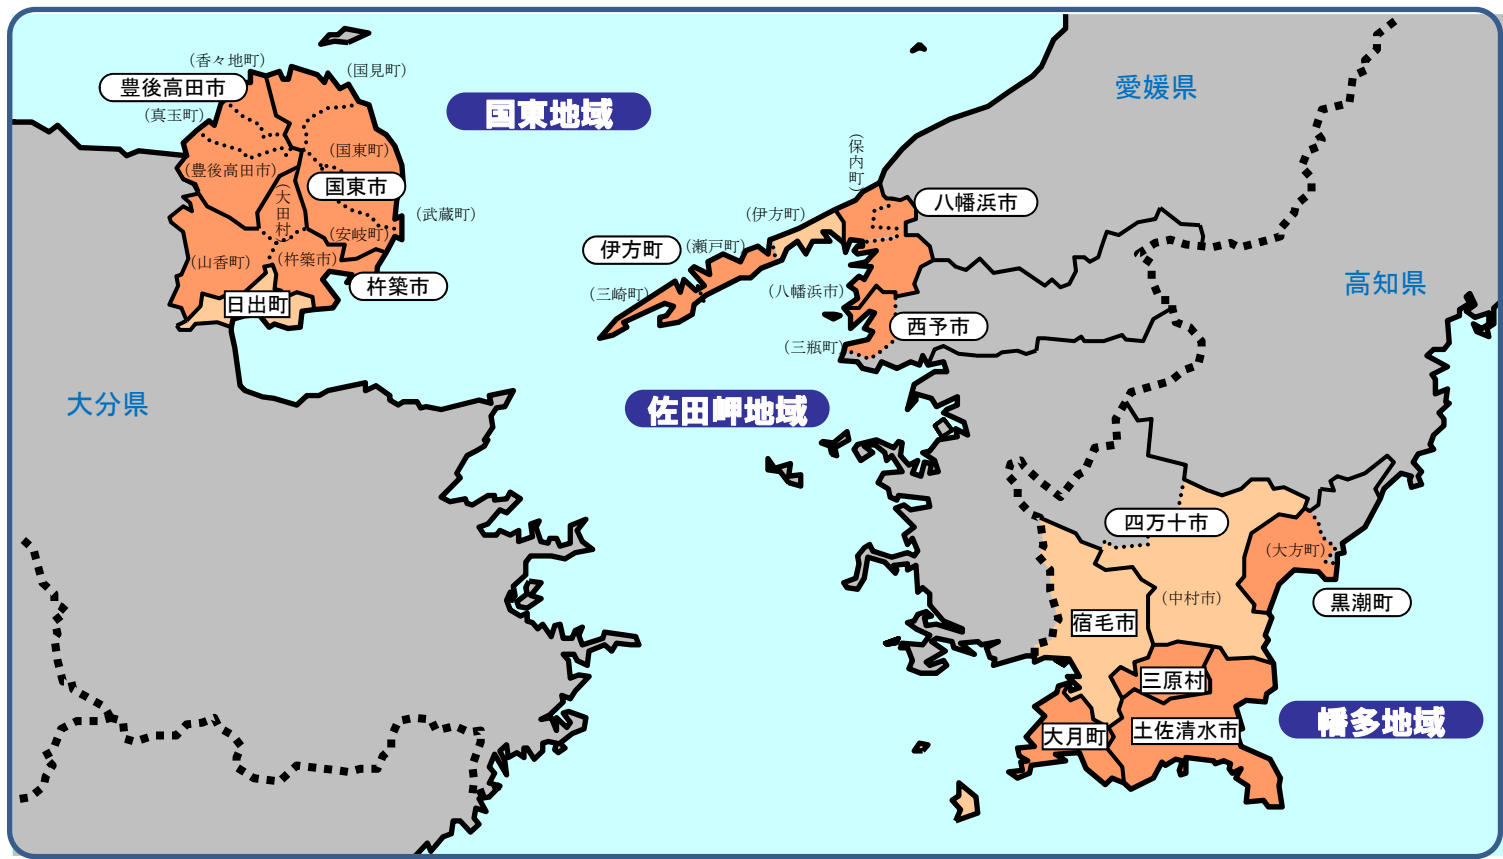 （香々地町）
（国見町）
豊後高田市
（真玉町）
国東地域
愛媛県
（国東町）
（豊後高田市）
国東市
（大田村）
（武蔵町）
（安岐町）
（山香町）
（杵築市）
杵築市
日出町
大分県
（保内町）
八幡浜市
（伊方町）
伊方町
（瀬戸町）
（三崎町）
（八幡浜市）
西予市
（三瓶町）
高知県
佐田岬地域
四万十市
（大方町）
（中村市）
黒潮町
宿毛市
三原村
大月町
土佐清水市
幡多地域